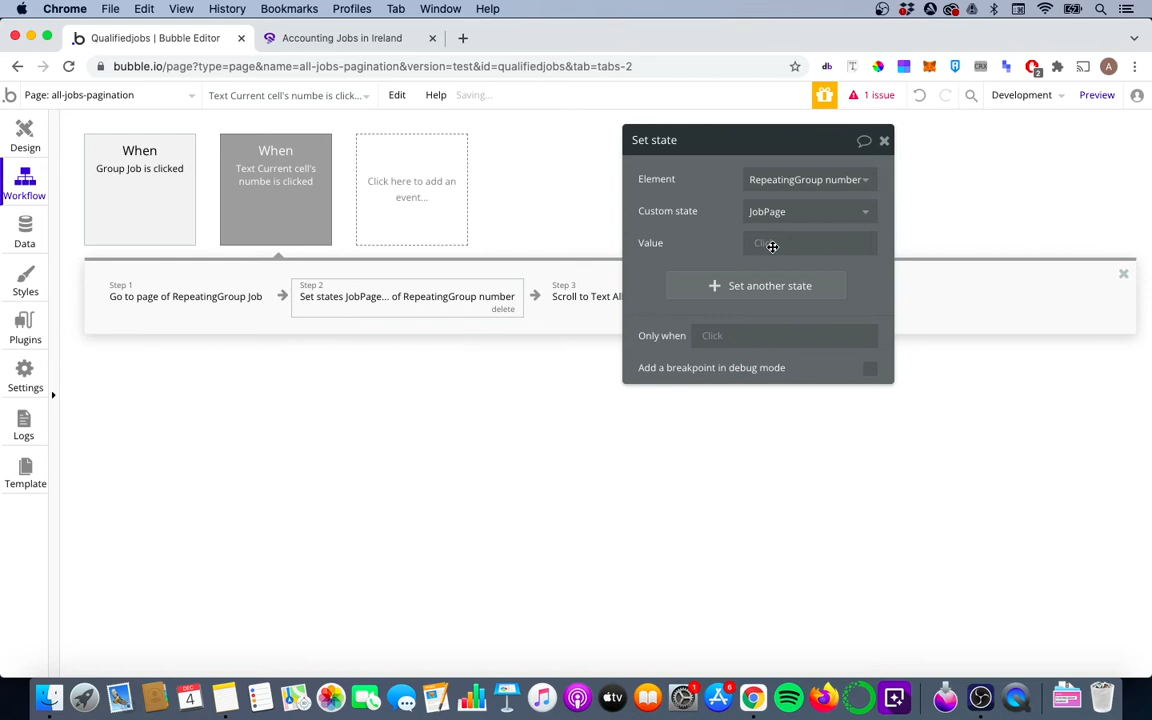 Chrome File Edit View History Bookmarks Profiles Tab Window Help
Qualifiedjobs | Bubble Editor
Accounting Jobs in Ireland
bubble.io/page?type=page&name=all-jobs-pagination&version=test&id=qualifiedjobs&tab=tabs-2
Page: all-jobs-pagination
Text Current cell's numbe is click...
Edit
Help
Saving...
1 issue
Development
Preview
Design
Workflow
Data
Styles
Plugins
Settings
Logs
Template
When
Group Job is clicked
When
Text Current cell's
numbe is clicked
Click here to add an
event...
Step 1
Go to page of RepeatingGroup Job
Step 2
Set states JobPage... of RepeatingGroup number
delete
Step 3
Scroll to Text All
Set state
Element
RepeatingGroup number
Custom state
JobPage
Value
Set another state
Only when
Click
Add a breakpoint in debug mode